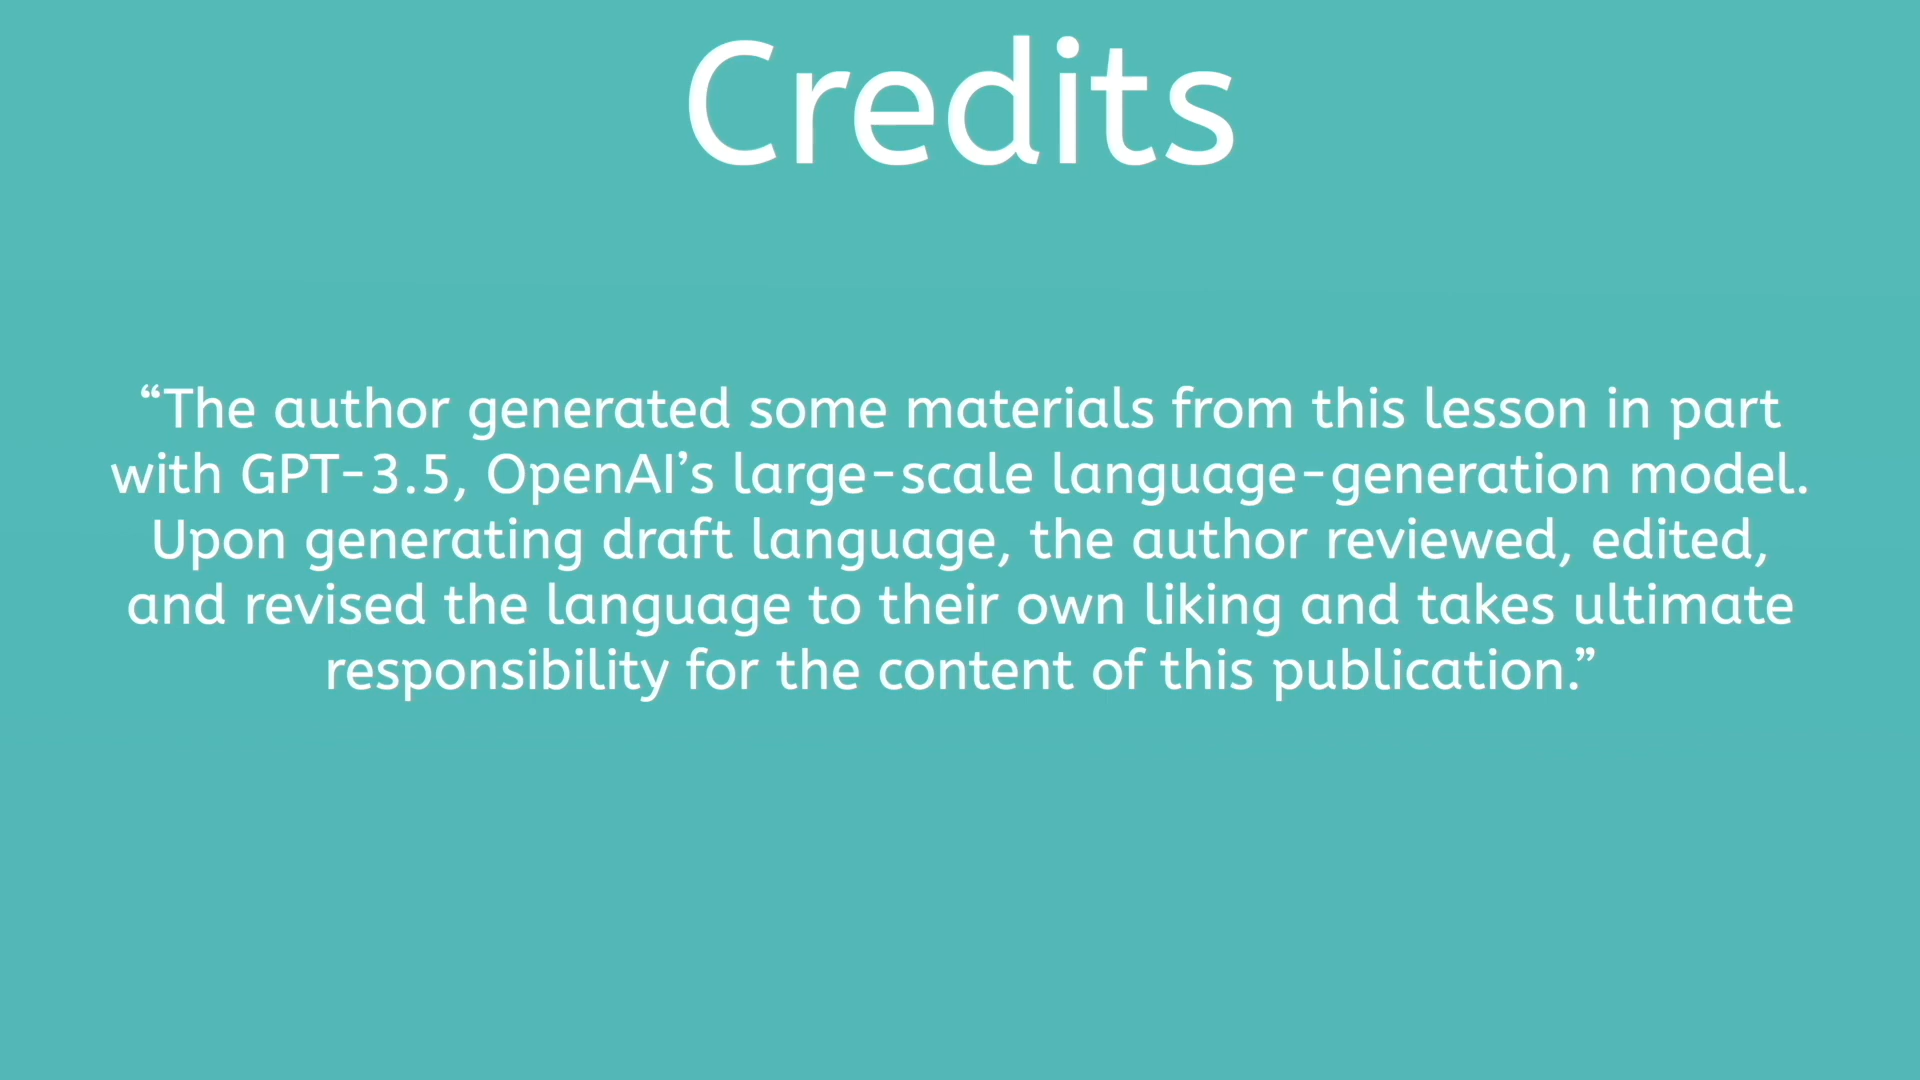 Credits
“The author generated some materials from this lesson in part
with GPT-3.5, OpenAI’s large-scale language-generation model.
Upon generating draft language, the author reviewed, edited,
and revised the language to their own liking and takes ultimate
responsibility for the content of this publication.”